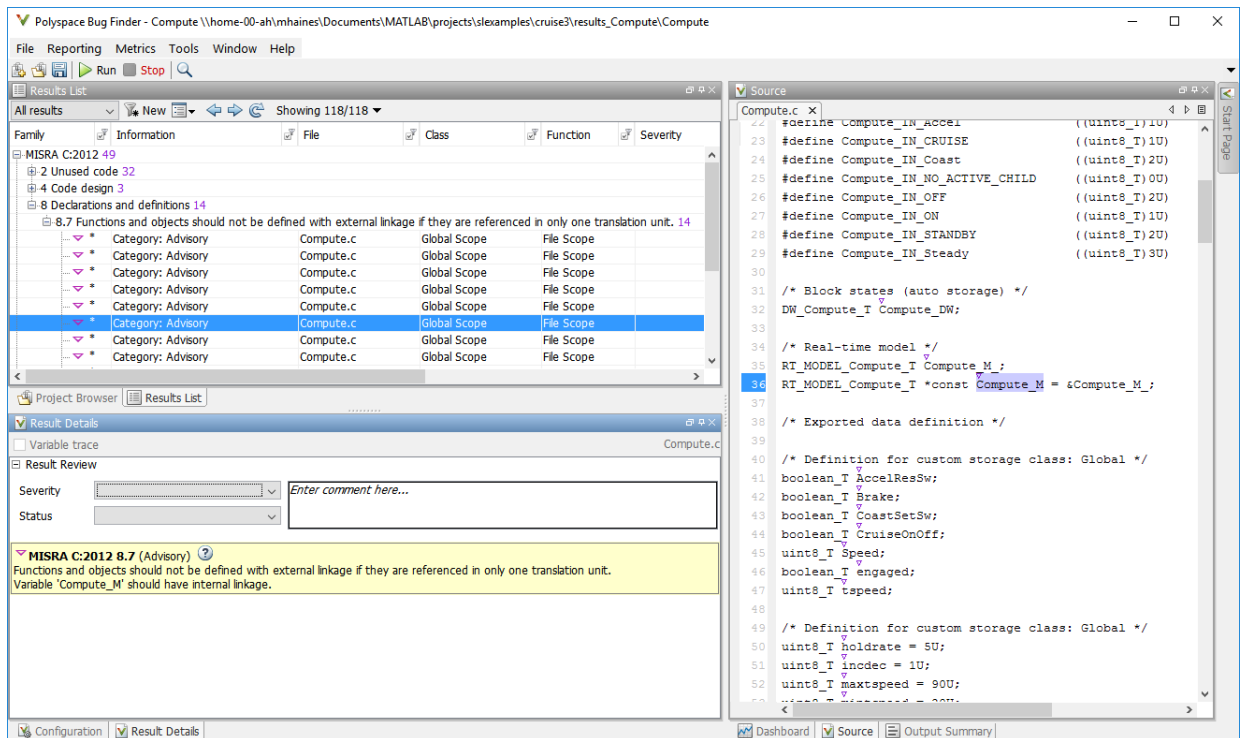 Polyspace Bug Finder - Compute \\home-00-ah\mhaines\Documents\MATLAB\projects\slexamples\cruise3\results_Compute\Compute
File Reporting Metrics Tools Window Help
Run Stop
Results List
All results New Showing 118/118
Family Information File Class Function Severity
MISRA C:2012 49
2 Unused code 32
4 Code design 3
8 Declarations and definitions 14
8.7 Functions and objects should not be defined with external linkage if they are referenced in only one translation unit. 14
* Category: Advisory Compute.c Global Scope File Scope
* Category: Advisory Compute.c Global Scope File Scope
* Category: Advisory Compute.c Global Scope File Scope
* Category: Advisory Compute.c Global Scope File Scope
* Category: Advisory Compute.c Global Scope File Scope
* Category: Advisory Compute.c Global Scope File Scope
* Category: Advisory Compute.c Global Scope File Scope
* Category: Advisory Compute.c Global Scope File Scope
Project Browser Results List
Result Details
Variable trace Compute.c
Result Review
Severity Enter comment here...
Status
MISRA C:2012 8.7 (Advisory) ?
Functions and objects should not be defined with external linkage if they are referenced in only one translation unit.
Variable 'Compute_M' should have internal linkage.
Configuration Result Details
Source
Compute.c
22 #define Compute_IN_Accel ((uint8_T)1U)
23 #define Compute_IN_CRUISE ((uint8_T)1U)
24 #define Compute_IN_Coast ((uint8_T)2U)
25 #define Compute_IN_NO_ACTIVE_CHILD ((uint8_T)0U)
26 #define Compute_IN_OFF ((uint8_T)2U)
27 #define Compute_IN_ON ((uint8_T)1U)
28 #define Compute_IN_STANDBY ((uint8_T)2U)
29 #define Compute_IN_Steady ((uint8_T)3U)
30
31 /* Block states (auto storage) */
32 DW_Compute_T Compute_DW;
33
34 /* Real-time model */
35 RT_MODEL_Compute_T Compute_M_;
36 RT_MODEL_Compute_T *const Compute_M = &Compute_M_;
37
38 /* Exported data definition */
39
40 /* Definition for custom storage class: Global */
41 boolean_T AccelResSw;
42 boolean_T Brake;
43 boolean_T CoastSetSw;
44 boolean_T CruiseOnOff;
45 uint8_T Speed;
46 boolean_T engaged;
47 uint8_T tspeed;
48
49 /* Definition for custom storage class: Global */
50 uint8_T holdrate = 5U;
51 uint8_T incdec = 1U;
52 uint8_T maxtspeed = 90U;
Dashboard Source Output Summary
Start Page